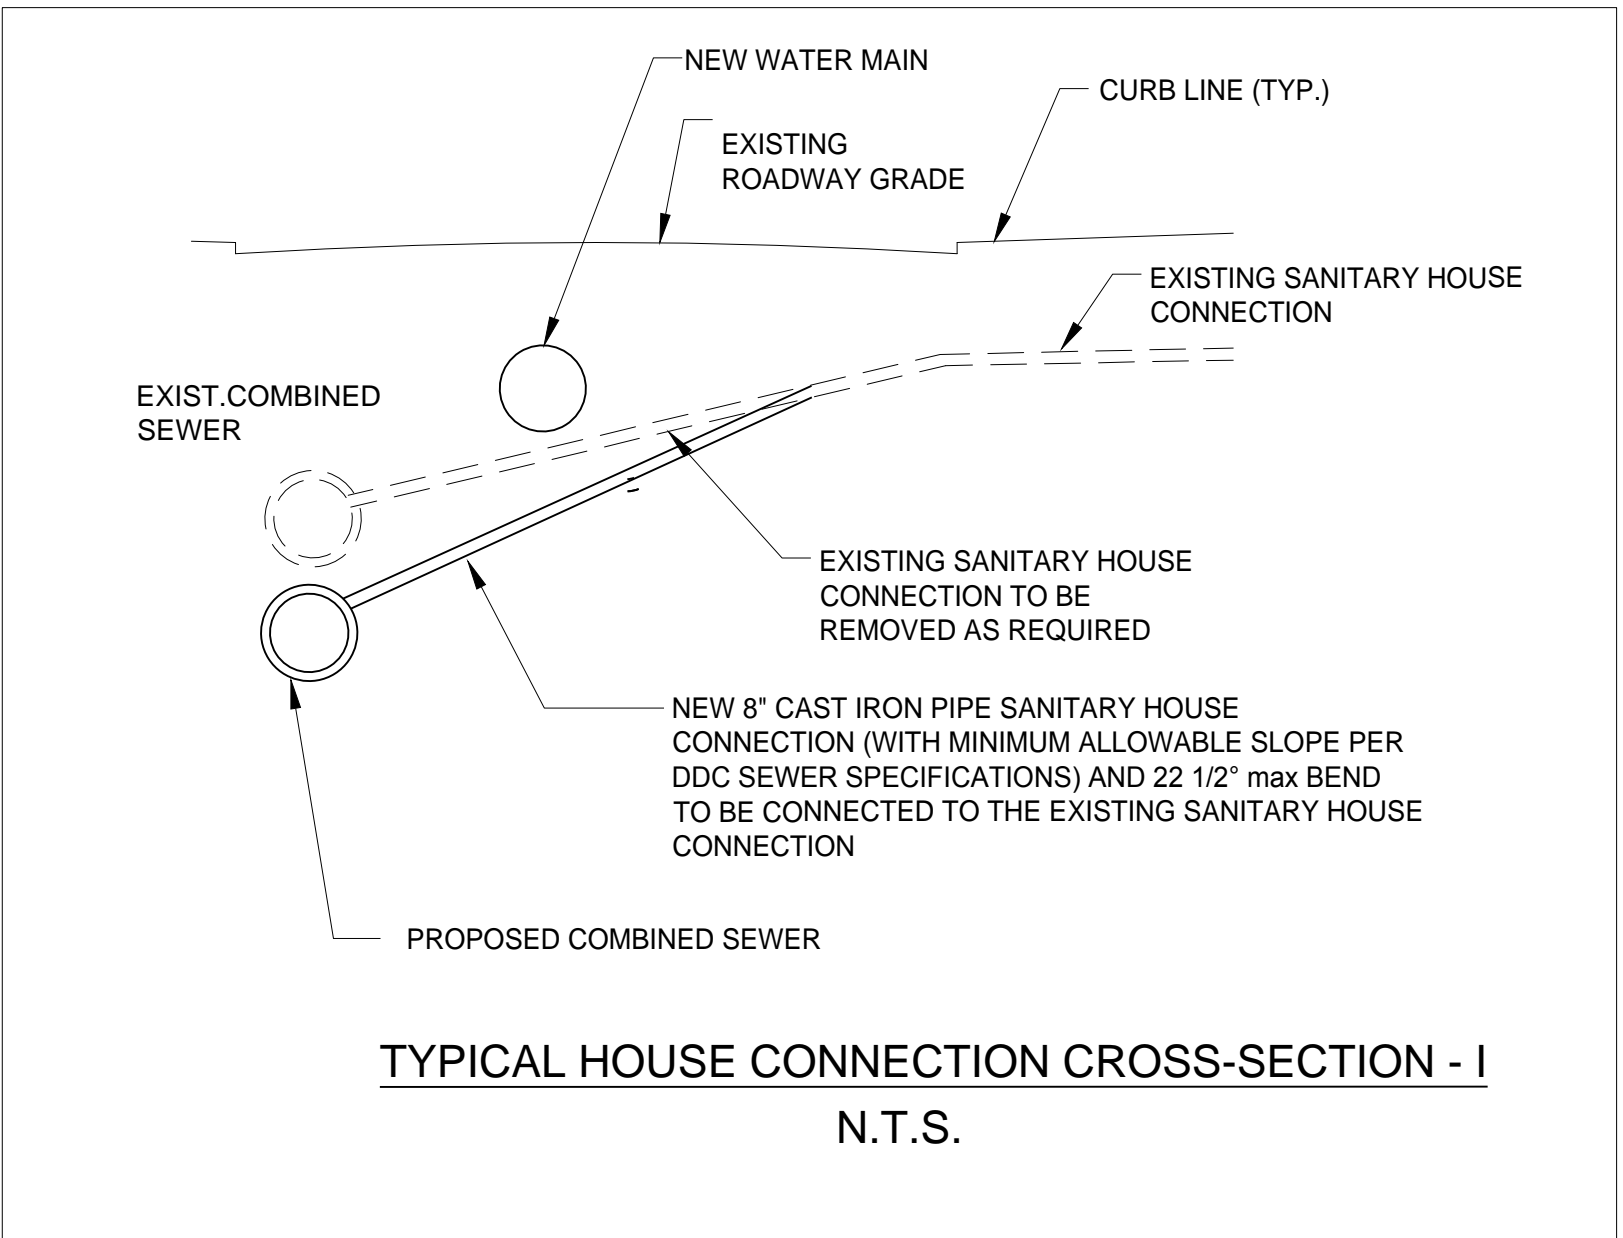 NEW WATER MAIN
CURB LINE (TYP.)
EXISTING
ROADWAY GRADE
EXISTING SANITARY HOUSE
CONNECTION
EXIST.COMBINED
SEWER
EXISTING SANITARY HOUSE
CONNECTION TO BE
REMOVED AS REQUIRED
NEW 8" CAST IRON PIPE SANITARY HOUSE
CONNECTION (WITH MINIMUM ALLOWABLE SLOPE PER
DDC SEWER SPECIFICATIONS) AND 22 1/2° max BEND
TO BE CONNECTED TO THE EXISTING SANITARY HOUSE
CONNECTION
PROPOSED COMBINED SEWER
TYPICAL HOUSE CONNECTION CROSS-SECTION - I
N.T.S.